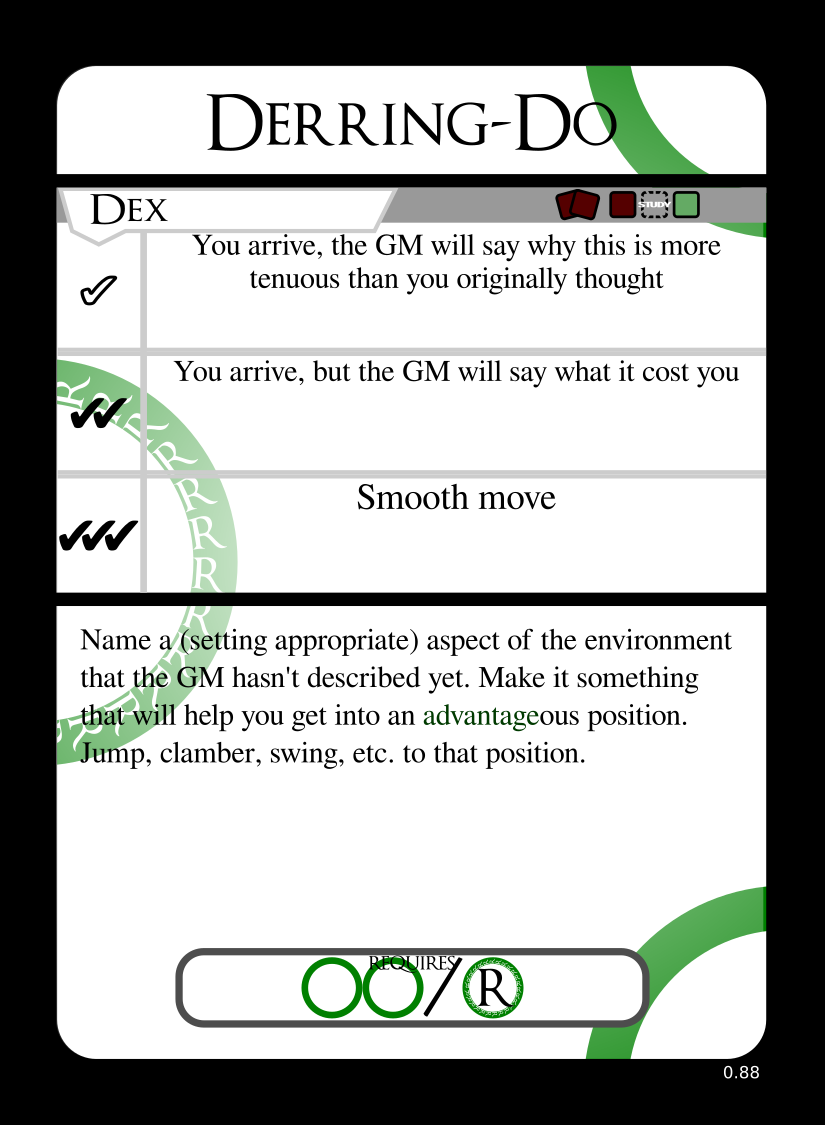 Derring-Do
Dex
STUDY
You arrive, the GM will say why this is more
tenuous than you originally thought
You arrive, but the GM will say what it cost you
Smooth move
R
R
R
R
R
R
R
Name a (setting appropriate) aspect of the environment
that the GM hasn't described yet. Make it something
that will help you get into an advantageous position.
Jump, clamber, swing, etc. to that position.
REQUIRES
/
R
0.88